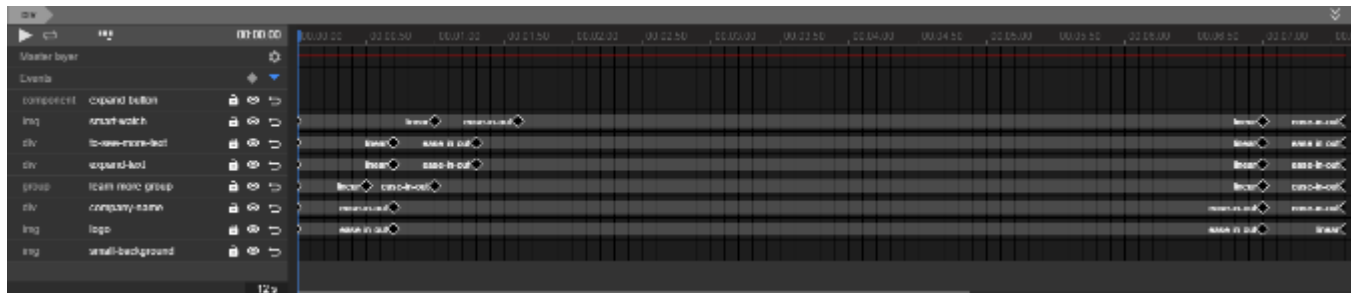 DIV
00:00.00 00:00.00 00:00.50 00:01.00 00:01.50 00:02.00 00:02.50 00:03.00 00:03.50 00:04.00 00:04.50 00:05.00 00:05.50 00:06.00 00:06.50 00:07.00
Master layer
Events
component expand button
img smart-watch linear ease-in-out linear ease-in-out
div to-see-more-text linear ease-in-out linear ease-in-out
div expand-text linear ease-in-out linear ease-in-out
group learn more group linear ease-in-out linear ease-in-out
div company-name ease-in-out ease-in-out ease-in-out
img logo ease-in-out ease-in-out linear
img small-background
12s